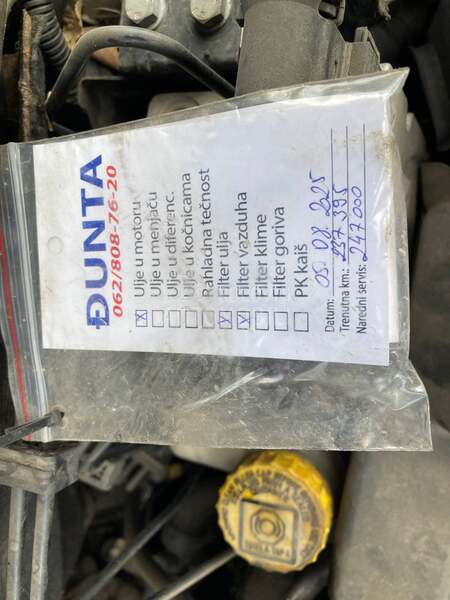 ĐUNTA
062/808-76-20
☒ Ulje u motoru
☐ Ulje u menjaču
☐ Ulje u diferenc.
☐ Ulje u kočnicama
☐ Rahladna tečnost
☒ Filter ulja
☒ Filter vazduha
☐ Filter klime
☐ Filter goriva
☐ PK kaiš
Datum: 05. 08. 2025
Trenutna km.: 237 395
Naredni servis: 247 000